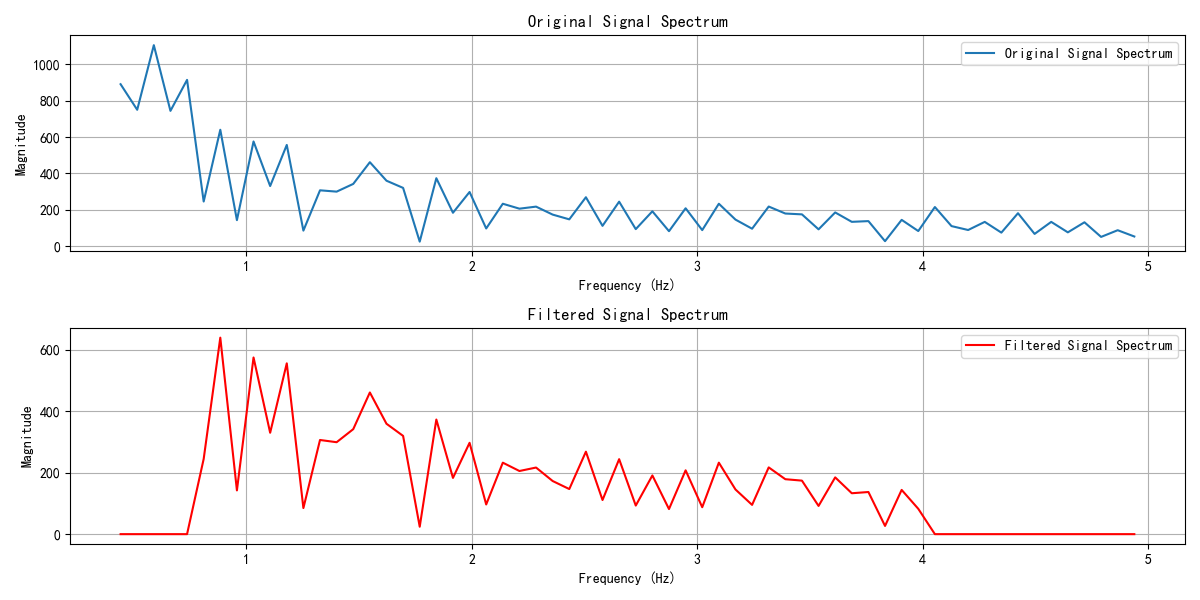 Original Signal Spectrum
Original Signal Spectrum
Magnitude
1000
800
600
400
200
0
1 2 3 4 5
Frequency (Hz)
Filtered Signal Spectrum
Filtered Signal Spectrum
Magnitude
600
400
200
0
1 2 3 4 5
Frequency (Hz)